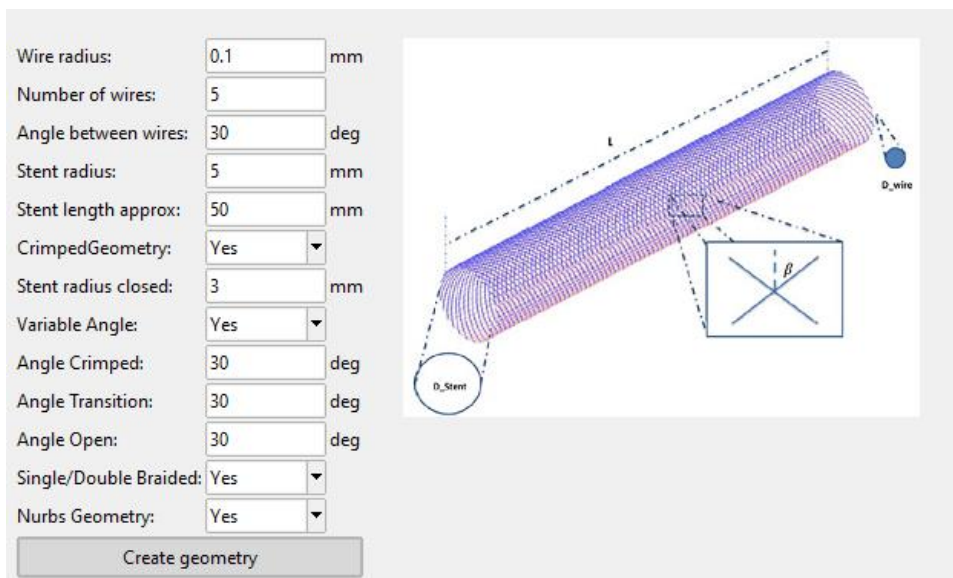 Wire radius: 0.1 mm
Number of wires: 5
Angle between wires: 30 deg
Stent radius: 5 mm
Stent length approx: 50 mm
CrimpedGeometry: Yes
Stent radius closed: 3 mm
Variable Angle: Yes
Angle Crimped: 30 deg
Angle Transition: 30 deg
Angle Open: 30 deg
Single/Double Braided: Yes
Nurbs Geometry: Yes
Create geometry
L
D_wire
β
D_Stent